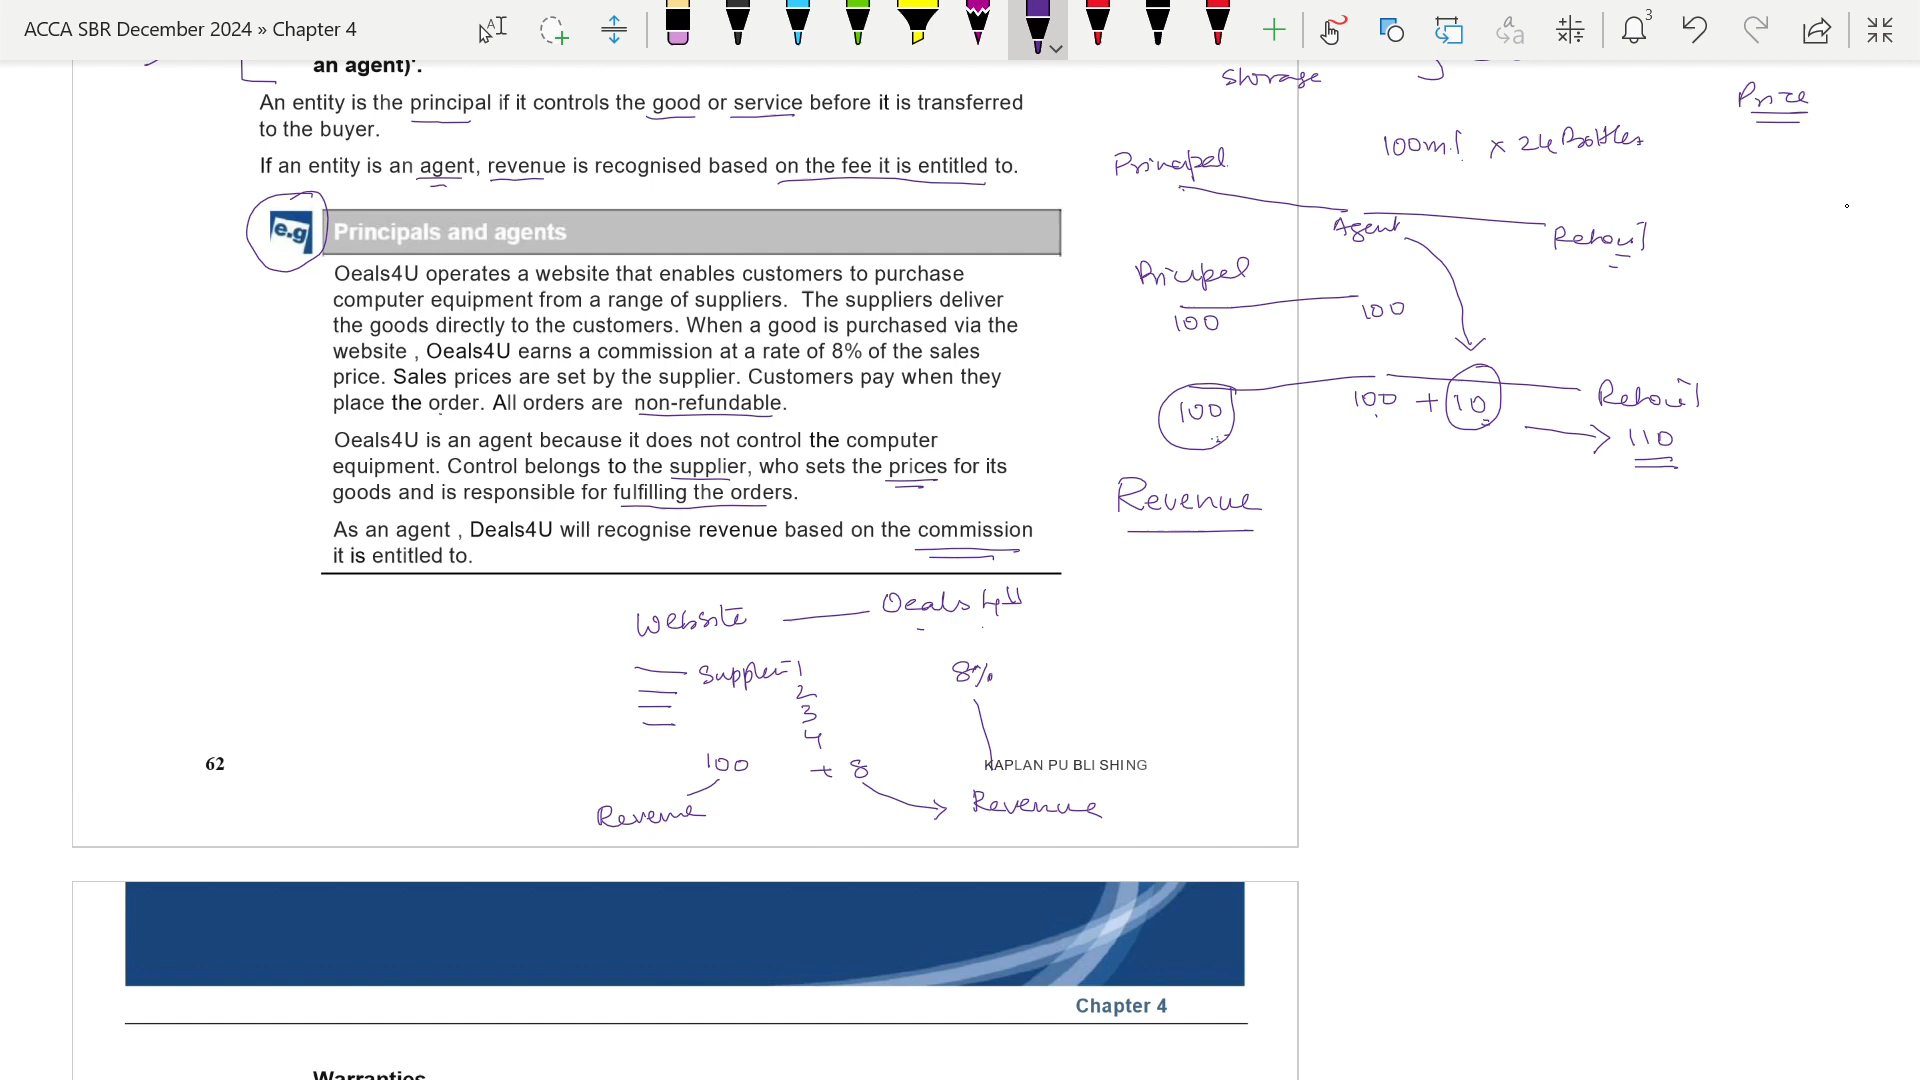 ACCA SBR December 2024 » Chapter 4
3
an agent)'.
An entity is the principal if it controls the good or service before it is transferred
to the buyer.
If an entity is an agent, revenue is recognised based on the fee it is entitled to.
e.g
Principals and agents
Oeals4U operates a website that enables customers to purchase
computer equipment from a range of suppliers. The suppliers deliver
the goods directly to the customers. When a good is purchased via the
website , Oeals4U earns a commission at a rate of 8% of the sales
price. Sales prices are set by the supplier. Customers pay when they
place the order. All orders are non-refundable.
Oeals4U is an agent because it does not control the computer
equipment. Control belongs to the supplier, who sets the prices for its
goods and is responsible for fulfilling the orders.
As an agent , Deals4U will recognise revenue based on the commission
it is entitled to.
Storage
Price
100ml x 24 Bottles
Principal
Agent
Retail
Pricipal
100
100
100
100 + 10
Retail
110
Revenue
Website
Oeals 4U
Supplier 1
8%
2
3
4
100
+ 8
Revenue
Revenue
62
KAPLAN PU BLI SHING
Chapter 4
Warranties